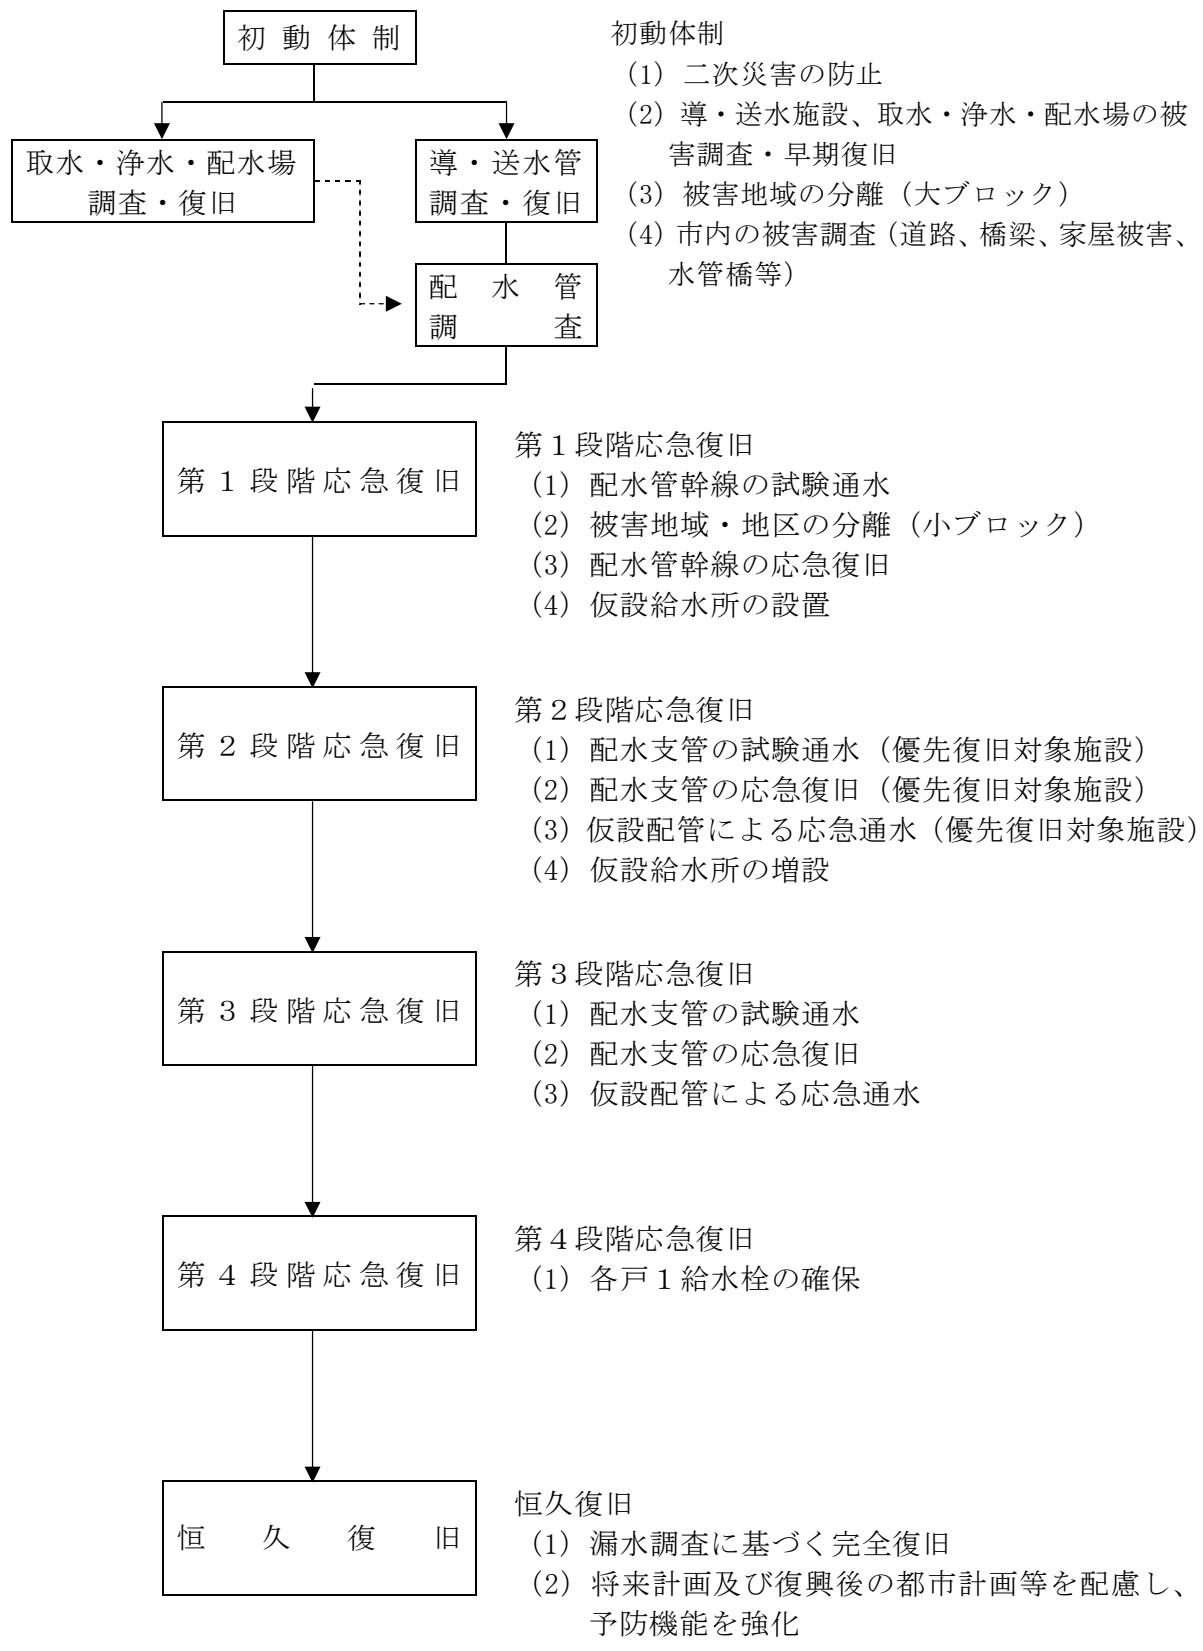 初動体制
取水・浄水・配水場
調査・復旧
導・送水管
調査・復旧
配水管
調査
初動体制
(1) 二次災害の防止
(2) 導・送水施設、取水・浄水・配水場の被
害調査・早期復旧
(3) 被害地域の分離（大ブロック）
(4) 市内の被害調査（道路、橋梁、家屋被害、
水管橋等）
第１段階応急復旧
第１段階応急復旧
(1) 配水管幹線の試験通水
(2) 被害地域・地区の分離（小ブロック）
(3) 配水管幹線の応急復旧
(4) 仮設給水所の設置
第２段階応急復旧
第２段階応急復旧
(1) 配水支管の試験通水（優先復旧対象施設）
(2) 配水支管の応急復旧（優先復旧対象施設）
(3) 仮設配管による応急通水（優先復旧対象施設）
(4) 仮設給水所の増設
第３段階応急復旧
第３段階応急復旧
(1) 配水支管の試験通水
(2) 配水支管の応急復旧
(3) 仮設配管による応急通水
第４段階応急復旧
第４段階応急復旧
(1) 各戸１給水栓の確保
恒久復旧
恒久復旧
(1) 漏水調査に基づく完全復旧
(2) 将来計画及び復興後の都市計画等を配慮し、
予防機能を強化